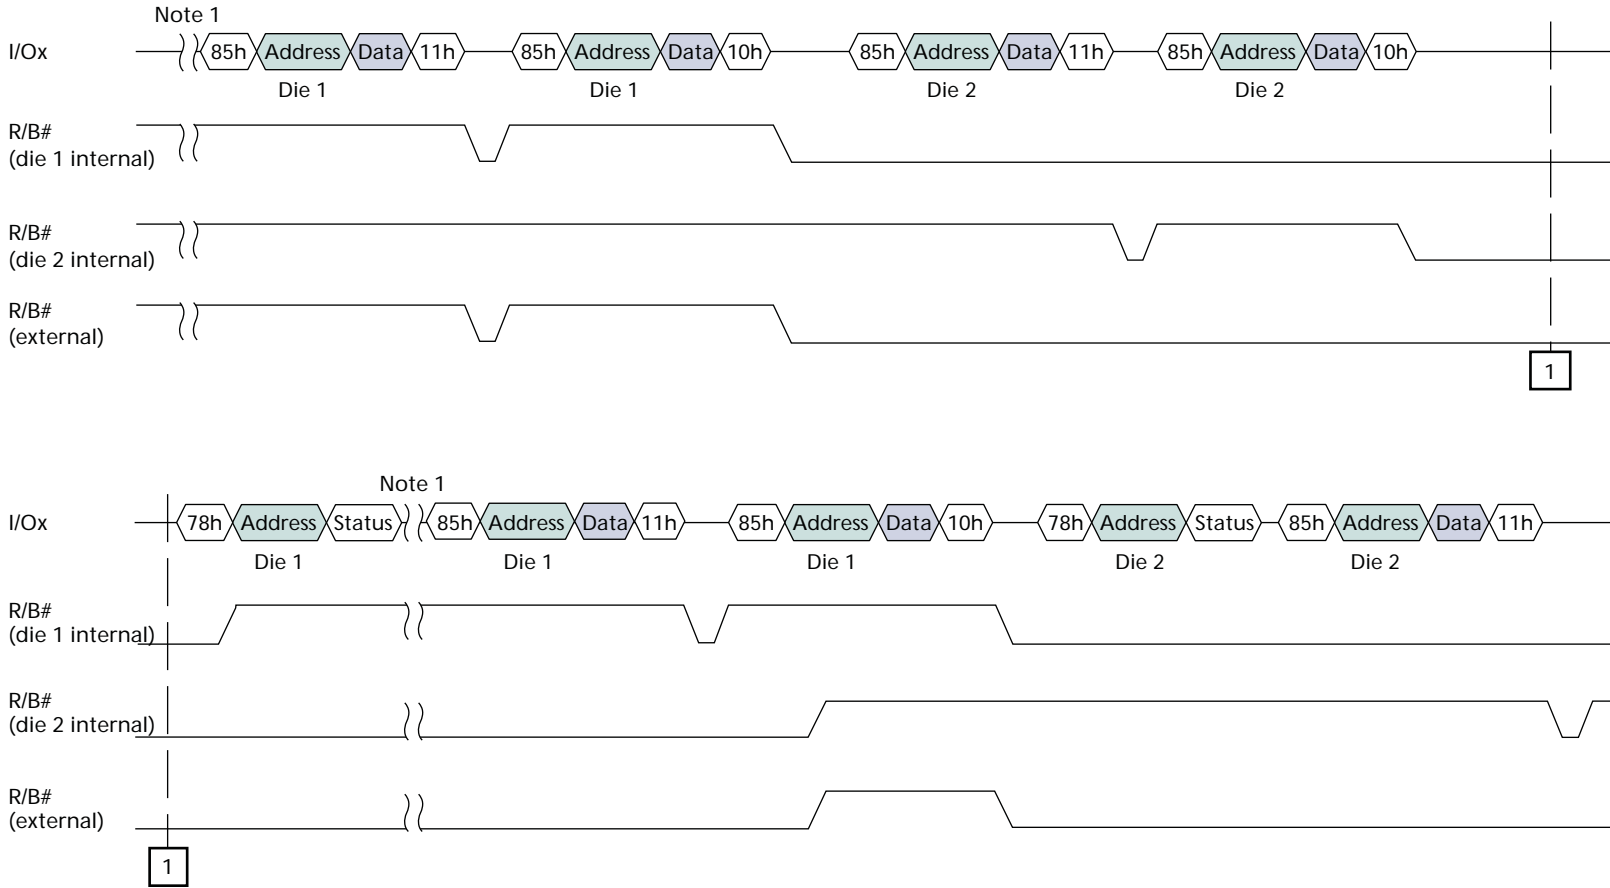 Note 1
I/Ox 85h Address Data 11h 85h Address Data 10h 85h Address Data 11h 85h Address Data 10h
Die 1 Die 1 Die 2 Die 2
R/B#
(die 1 internal)
R/B#
(die 2 internal)
R/B#
(external)
1
Note 1
I/Ox 78h Address Status 85h Address Data 11h 85h Address Data 10h 78h Address Status 85h Address Data 11h
Die 1 Die 1 Die 1 Die 2 Die 2
R/B#
(die 1 internal)
R/B#
(die 2 internal)
R/B#
(external)
1